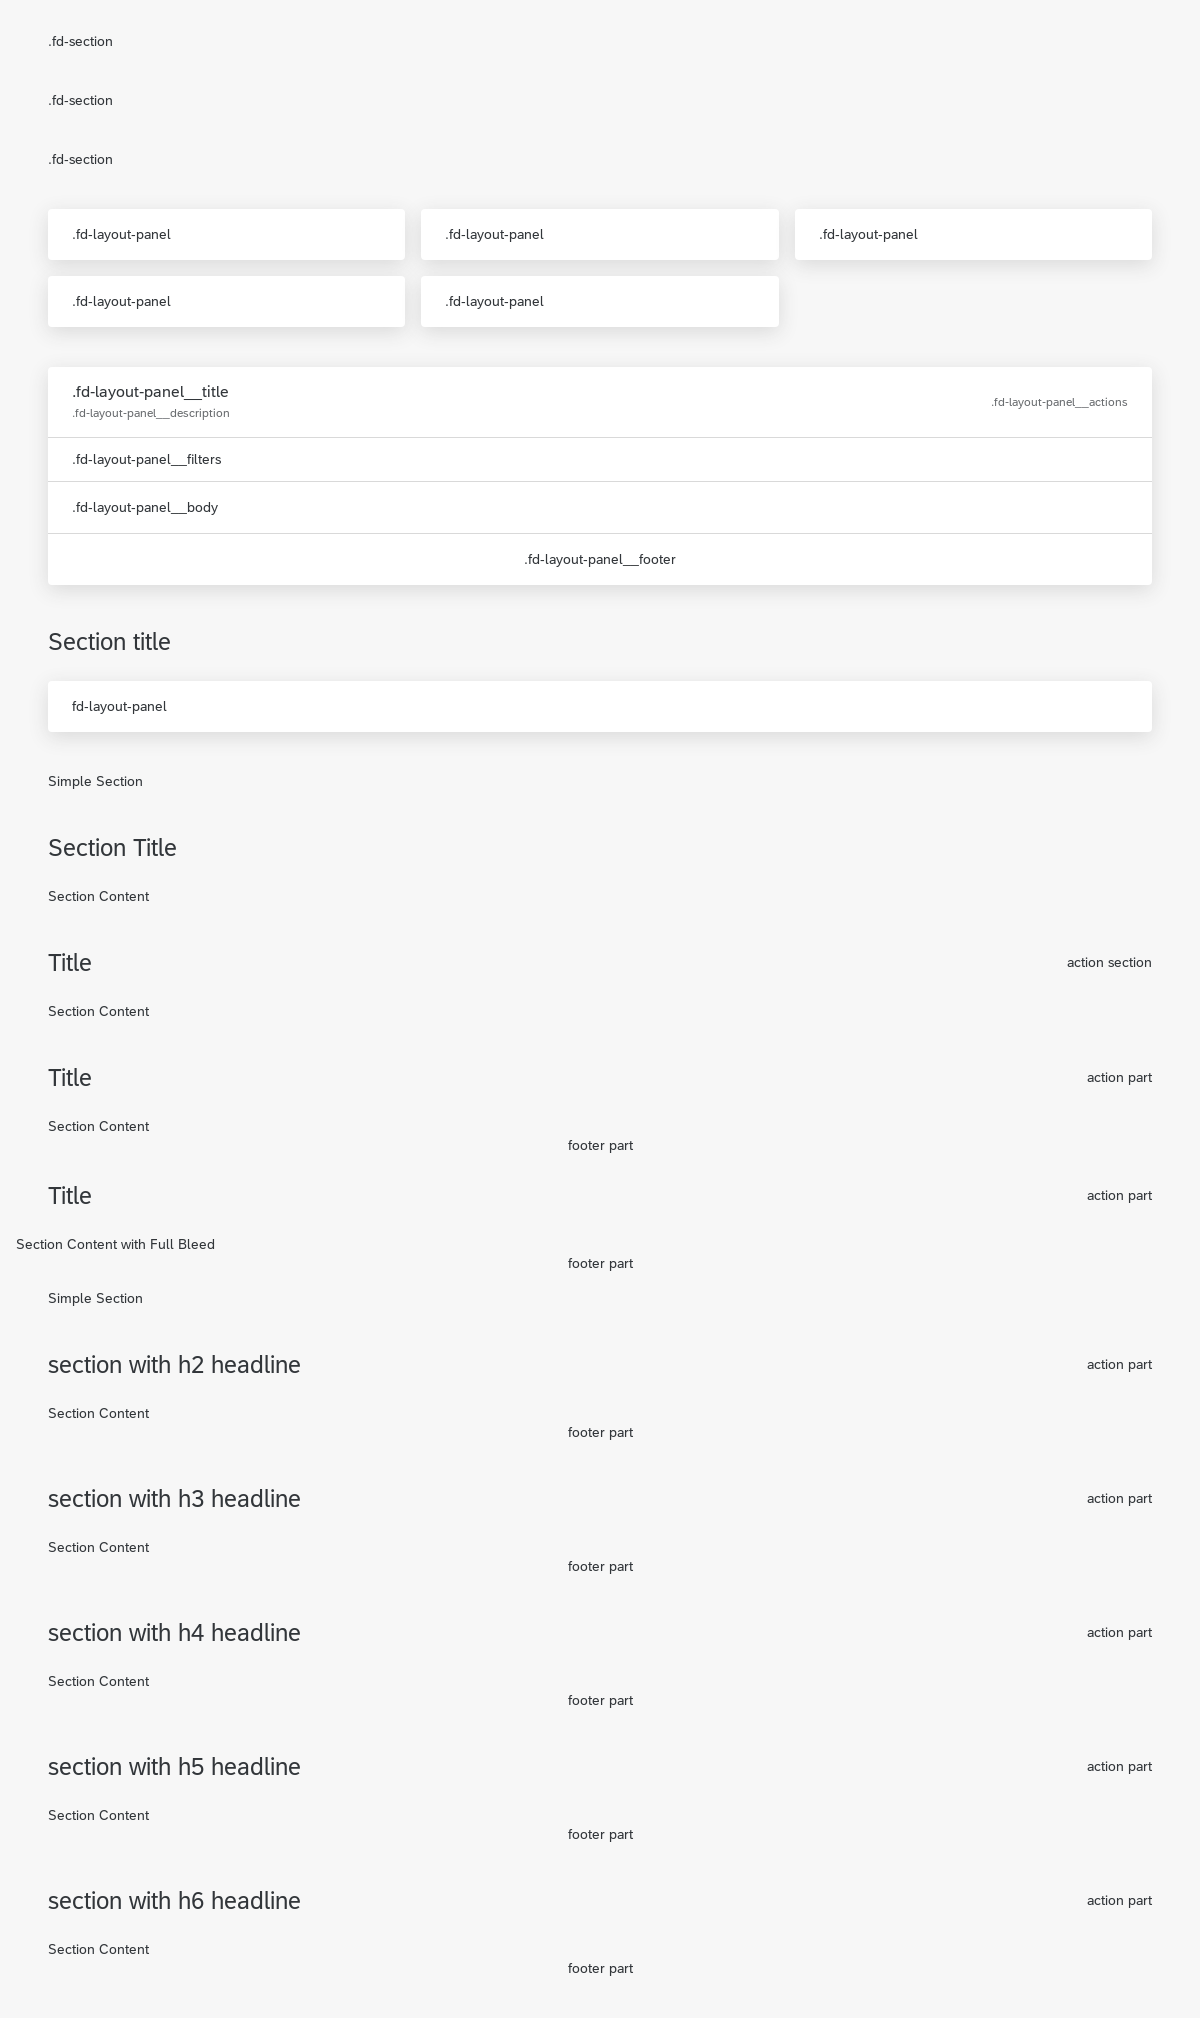 .fd-section
.fd-section
.fd-section
.fd-layout-panel
.fd-layout-panel
.fd-layout-panel
.fd-layout-panel
.fd-layout-panel
.fd-layout-panel__title
.fd-layout-panel__description
.fd-layout-panel__actions
.fd-layout-panel__filters
.fd-layout-panel__body
.fd-layout-panel__footer
Section title
fd-layout-panel
Simple Section
Section Title
Section Content
Title
action section
Section Content
Title
action part
Section Content
footer part
Title
action part
Section Content with Full Bleed
footer part
Simple Section
section with h2 headline
action part
Section Content
footer part
section with h3 headline
action part
Section Content
footer part
section with h4 headline
action part
Section Content
footer part
section with h5 headline
action part
Section Content
footer part
section with h6 headline
action part
Section Content
footer part